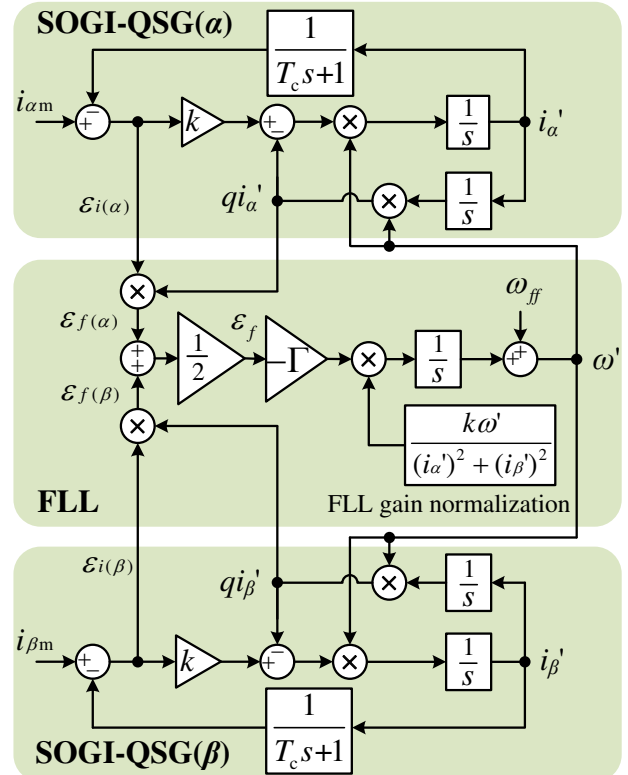 SOGI-QSG(α)
1
T_c s+1
i_αm
+
−
k
+
−
×
1
s
i_α'
ε_i(α)
qi_α'
×
1
s
×
ε_f(α)
ε_f
ω_ff
+
+
1
2
−Γ
×
1
s
+
+
ω'
ε_f(β)
×
kω'
(i_α')² + (i_β')²
FLL
FLL gain normalization
ε_i(β)
qi_β'
×
1
s
i_βm
+
−
k
+
−
×
1
s
i_β'
1
T_c s+1
SOGI-QSG(β)